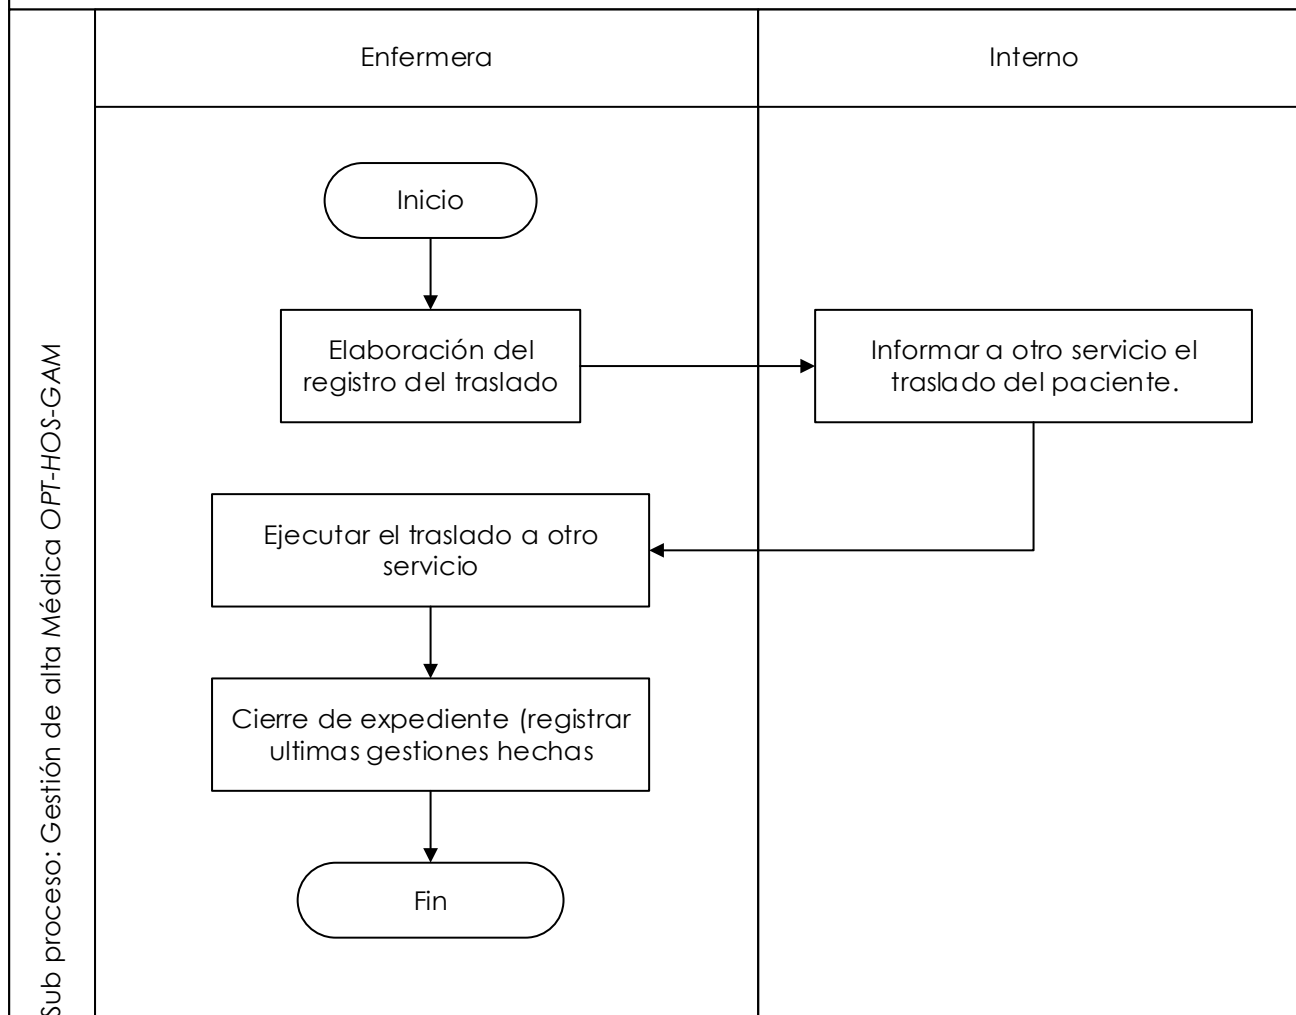 Enfermera
Interno
Sub proceso: Gestión de alta Médica OPT-HOS-GAM
Inicio
Elaboración del
registro del traslado
Informar a otro servicio el
traslado del paciente.
Ejecutar el traslado a otro
servicio
Cierre de expediente (registrar
ultimas gestiones hechas
Fin